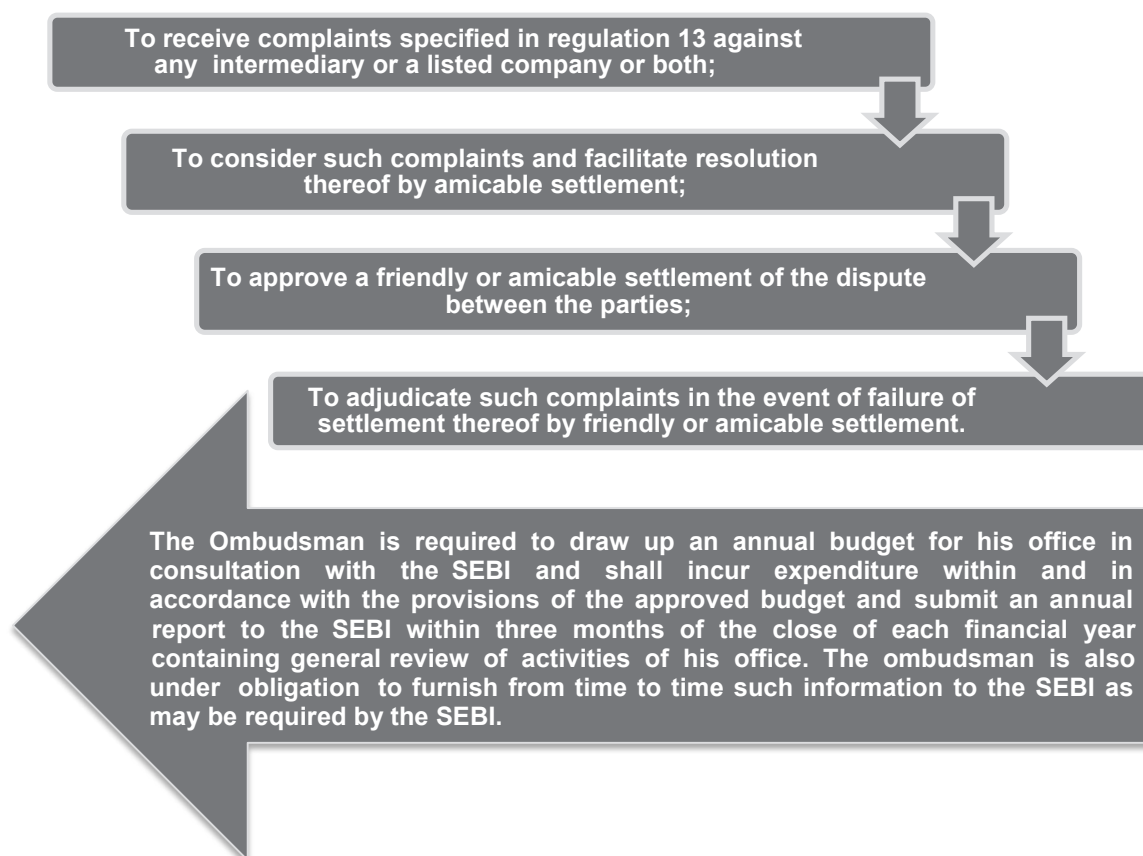 To receive complaints specified in regulation 13 against
any intermediary or a listed company or both;
To consider such complaints and facilitate resolution
thereof by amicable settlement;
To approve a friendly or amicable settlement of the dispute
between the parties;
To adjudicate such complaints in the event of failure of
settlement thereof by friendly or amicable settlement.
The Ombudsman is required to draw up an annual budget for his office in
consultation with the SEBI and shall incur expenditure within and in
accordance with the provisions of the approved budget and submit an annual
report to the SEBI within three months of the close of each financial year
containing general review of activities of his office. The ombudsman is also
under obligation to furnish from time to time such information to the SEBI as
may be required by the SEBI.